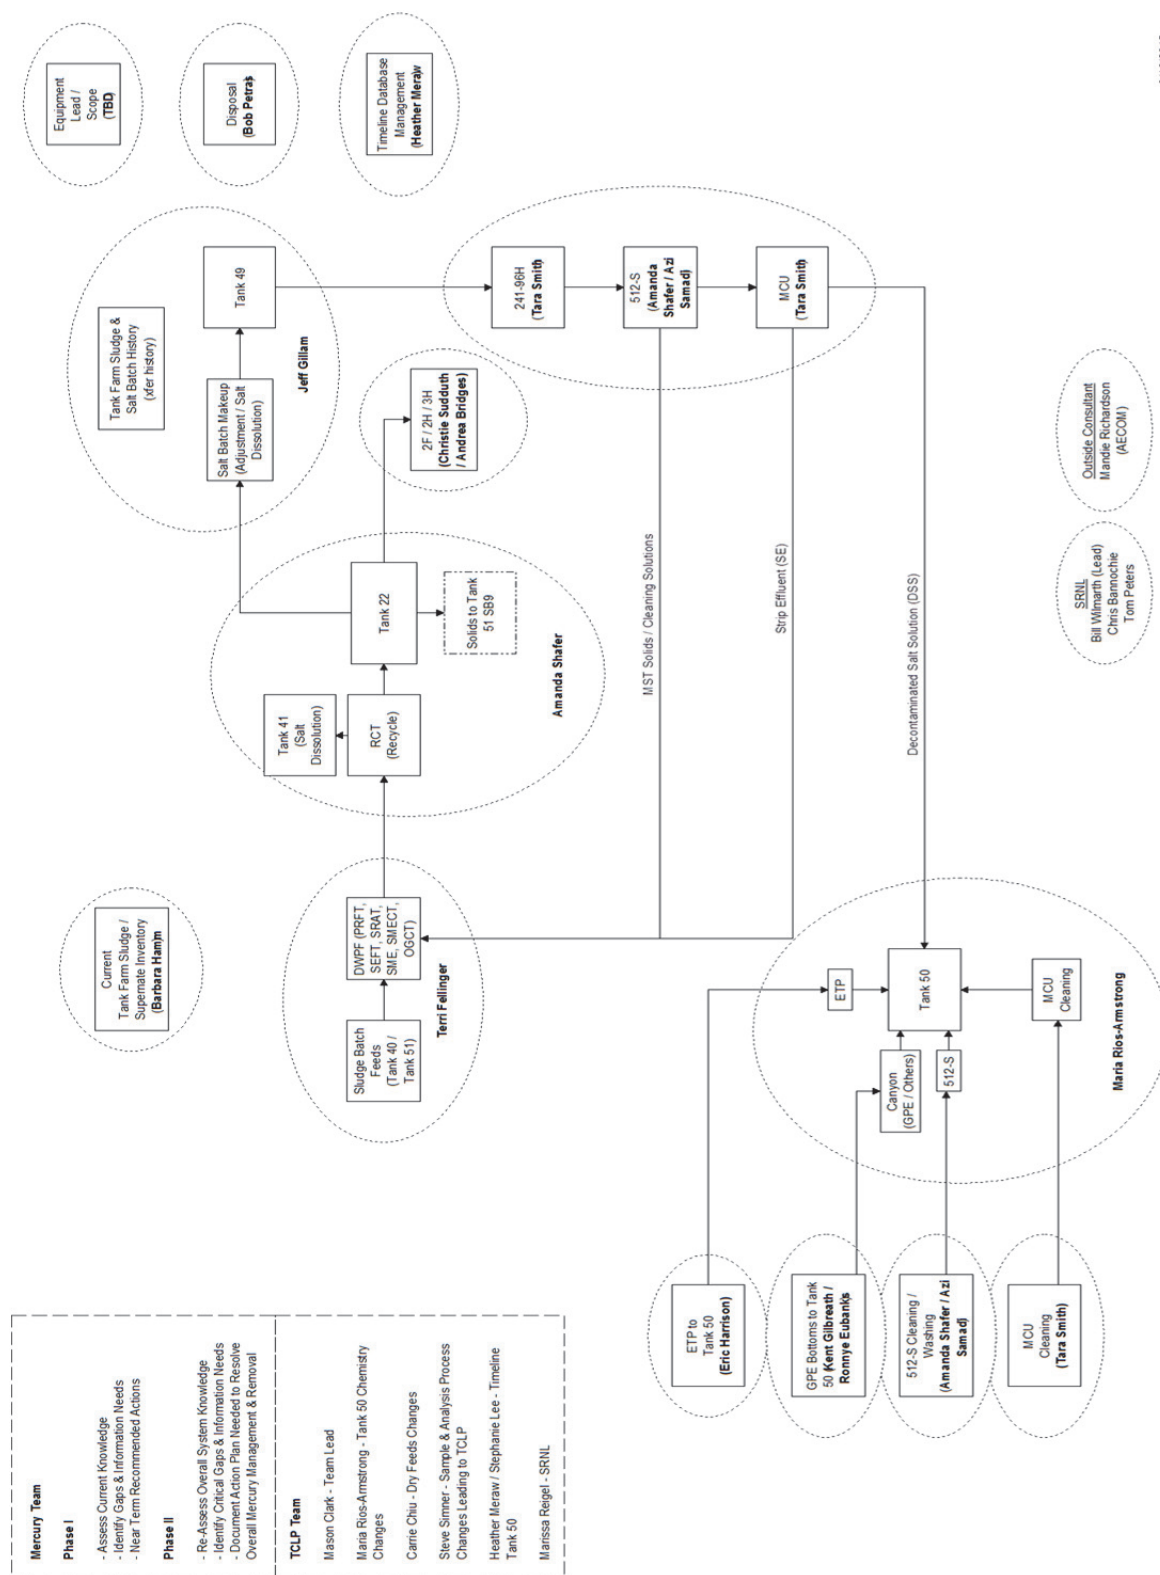 Mercury Team
Phase I
- Assess Current Knowledge
- Identify Gaps & Information Needs
- Near Term Recommended Actions
Phase II
- Re-Assess Overall System Knowledge
- Identify Critical Gaps & Information Needs
- Document Action Plan Needed to Resolve
Overall Mercury Management & Removal
TCLP Team
Mason Clark - Team Lead
Maria Rios-Armstrong - Tank 50 Chemistry
Changes
Carrie Chiu - Dry Feeds Changes
Steve Simner - Sample & Analysis Process
Changes Leading to TCLP
Heather Meraw / Stephanie Lee - Timeline
Tank 50
Marissa Reigel - SRNL
Current
Tank Farm Sludge /
Supernate Inventory
(Barbara Hamm)
Tank Farm Sludge &
Salt Batch History
(xfer history)
Equipment
Lead /
Scope
(TBD)
Disposal
(Bob Petras)
Timeline Database
Management
(Heather Meraw)
Sludge Batch
Feeds
(Tank 40 /
Tank 51)
DWPF (PRFT,
SEFT, SRAT,
SME, SMECT,
OGCT)
Terri Fellinger
Tank 41
(Salt
Dissolution)
RCT
(Recycle)
Tank 22
Solids to Tank
51 SB9
Amanda Shafer
Salt Batch Makeup
(Adjustment / Salt
Dissolution)
Tank 49
Jeff Gillam
2F / 2H / 3H
(Christie Sudduth
/ Andrea Bridges)
241-96H
(Tara Smith)
512-S
(Amanda
Shafer / Azi
Samad)
MCU
(Tara Smith)
MST Solids / Cleaning Solutions
Strip Effluent (SE)
Decontaminated Salt Solution (DSS)
ETP to
Tank 50
(Eric Harrison)
GPE Bottoms to Tank
50 (Kent Gilbreath /
Ronnye Eubanks)
512-S Cleaning /
Washing
(Amanda Shafer / Azi
Samad)
MCU
Cleaning
(Tara Smith)
ETP
Canyon
(GPE / Others)
512-S
Tank 50
MCU
Cleaning
Maria Rios-Armstrong
SRNL
Bill Wilmarth (Lead)
Chris Bannochie
Tom Peters
Outside Consultant
Mandie Richardson
(AECOM)